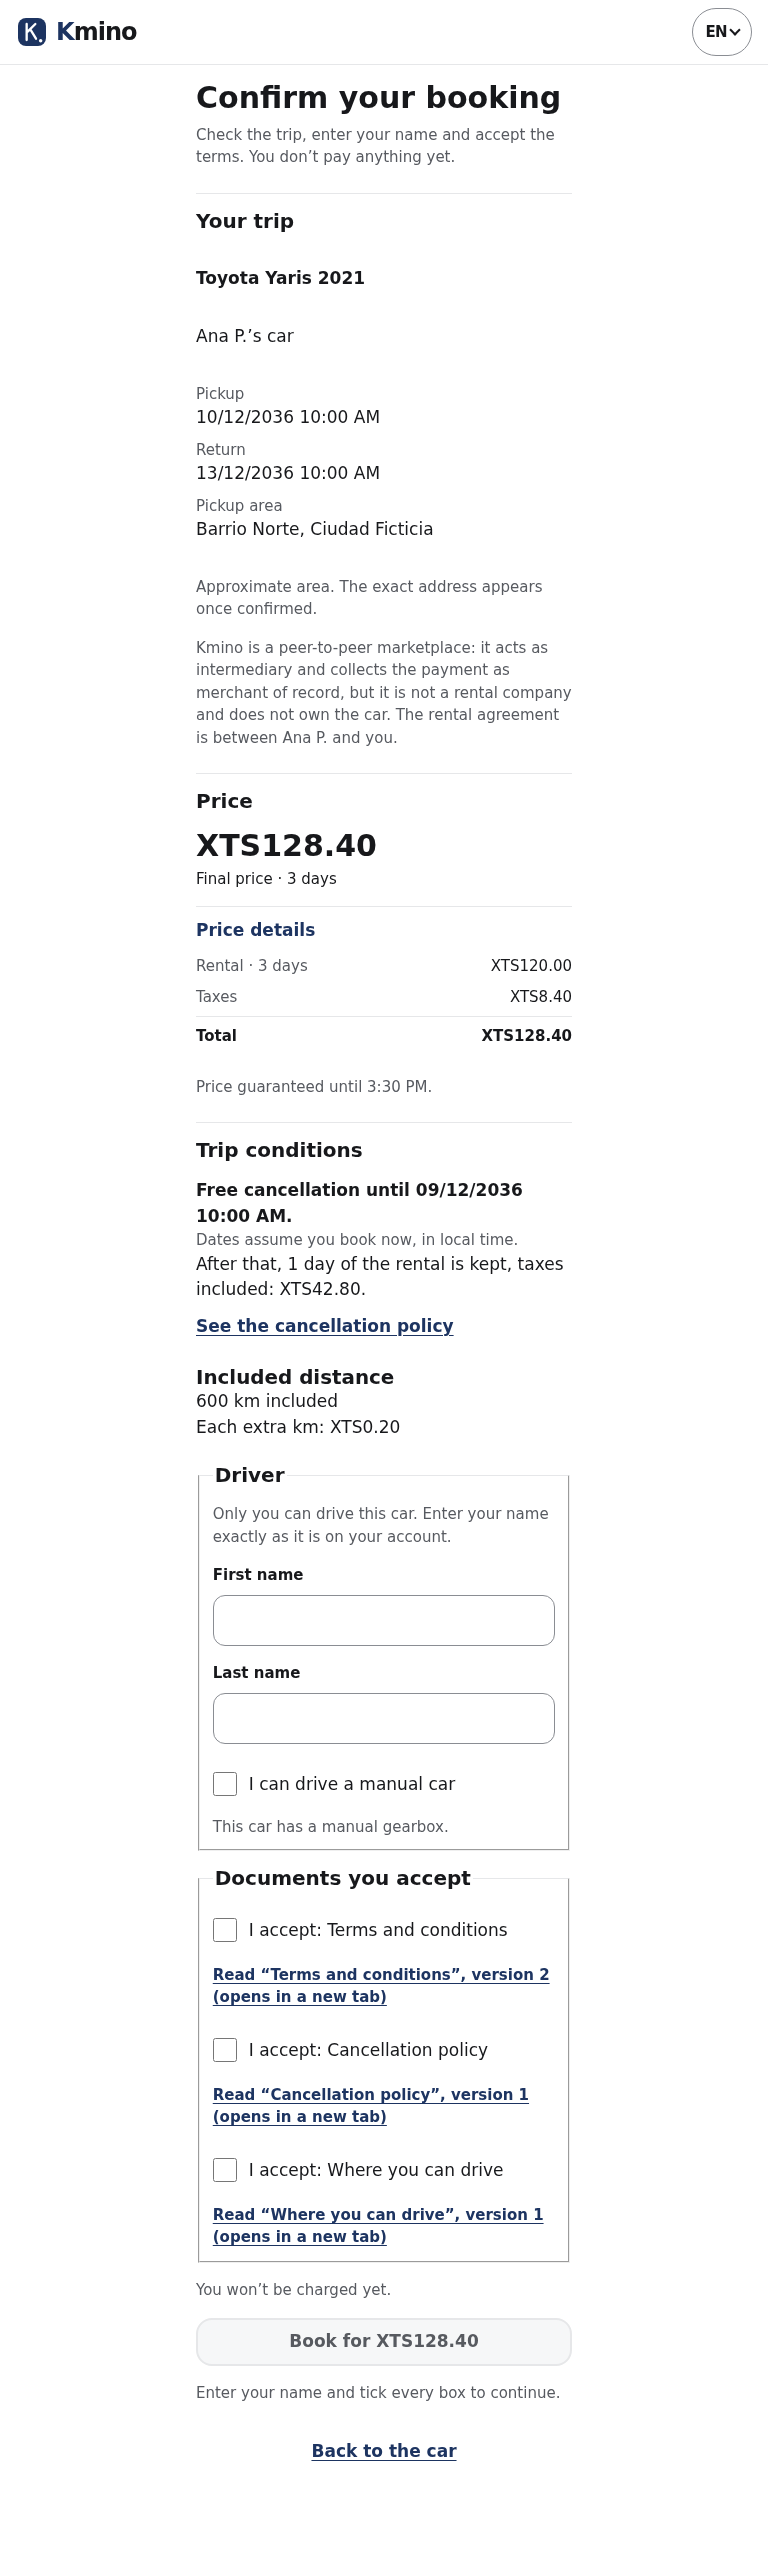 K. Kmino
EN
Confirm your booking
Check the trip, enter your name and accept the
terms. You don’t pay anything yet.
Your trip
Toyota Yaris 2021
Ana P.’s car
Pickup
10/12/2036 10:00 AM
Return
13/12/2036 10:00 AM
Pickup area
Barrio Norte, Ciudad Ficticia
Approximate area. The exact address appears
once confirmed.
Kmino is a peer-to-peer marketplace: it acts as
intermediary and collects the payment as
merchant of record, but it is not a rental company
and does not own the car. The rental agreement
is between Ana P. and you.
Price
XTS128.40
Final price · 3 days
Price details
Rental · 3 days XTS120.00
Taxes XTS8.40
Total XTS128.40
Price guaranteed until 3:30 PM.
Trip conditions
Free cancellation until 09/12/2036
10:00 AM.
Dates assume you book now, in local time.
After that, 1 day of the rental is kept, taxes
included: XTS42.80.
See the cancellation policy
Included distance
600 km included
Each extra km: XTS0.20
Driver
Only you can drive this car. Enter your name
exactly as it is on your account.
First name
Last name
I can drive a manual car
This car has a manual gearbox.
Documents you accept
I accept: Terms and conditions
Read “Terms and conditions”, version 2
(opens in a new tab)
I accept: Cancellation policy
Read “Cancellation policy”, version 1
(opens in a new tab)
I accept: Where you can drive
Read “Where you can drive”, version 1
(opens in a new tab)
You won’t be charged yet.
Book for XTS128.40
Enter your name and tick every box to continue.
Back to the car